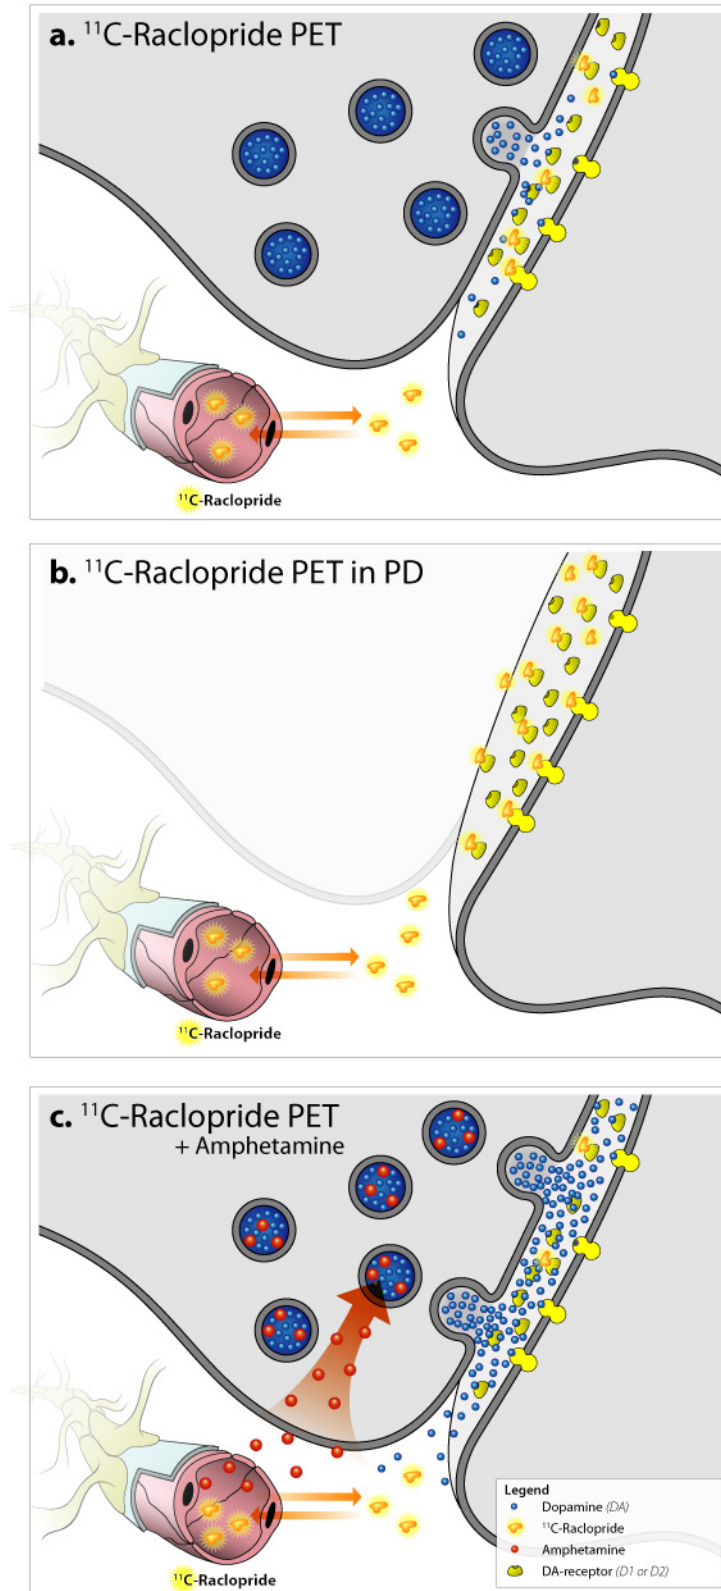 a. ¹¹C-Raclopride PET
¹¹C-Raclopride
b. ¹¹C-Raclopride PET in PD
¹¹C-Raclopride
c. ¹¹C-Raclopride PET
+ Amphetamine
¹¹C-Raclopride
Legend
Dopamine (DA)
¹¹C-Raclopride
Amphetamine
DA-receptor (D1 or D2)